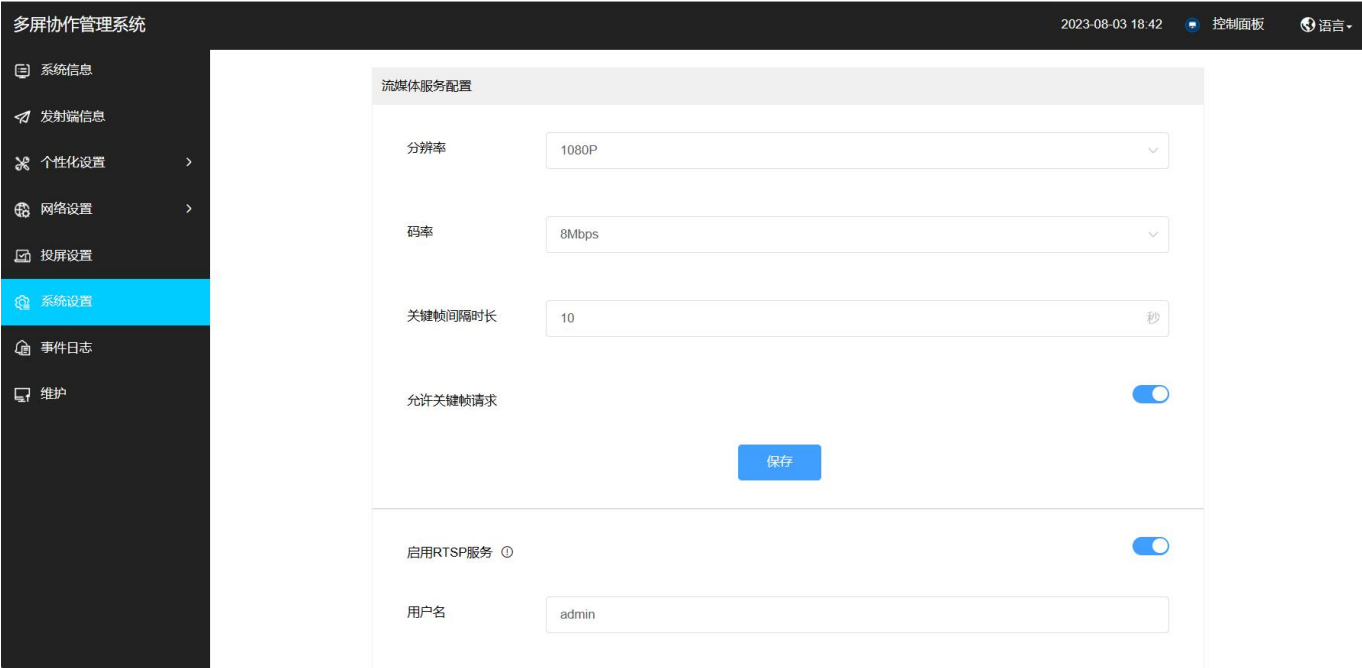 多屏协作管理系统
2023-08-03 18:42 控制面板 语言
系统信息
发射端信息
个性化设置
网络设置
投屏设置
系统设置
事件日志
维护
流媒体服务配置
分辨率 1080P
码率 8Mbps
关键帧间隔时长 10 秒
允许关键帧请求
保存
启用RTSP服务
用户名 admin